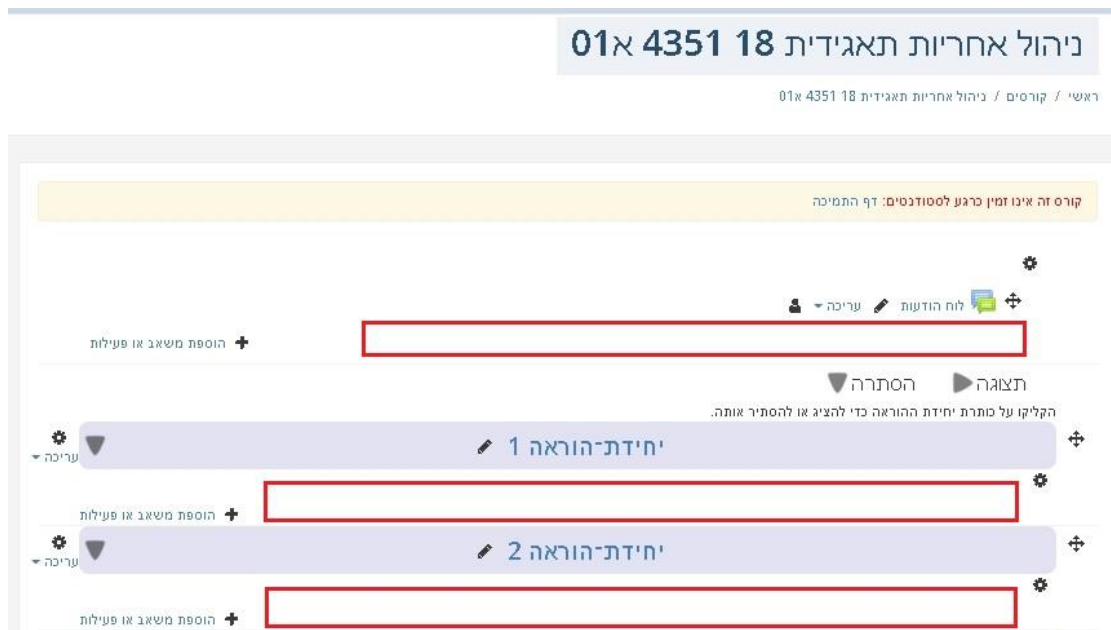 ניהול אחריות תאגידית 18 4351 א01
ראשי / קורסים / ניהול אחריות תאגידית 18 4351 א01
קורס זה אינו זמין כרגע לסטודנטים: דף התמיכה
לוח הודעות עריכה
הוספת משאב או פעילות
תצוגה הסתרה
הקליקו על כותרת יחידת ההוראה כדי להציג או להסתיר אותה.
יחידת-הוראה 1
עריכה
הוספת משאב או פעילות
יחידת-הוראה 2
עריכה
הוספת משאב או פעילות